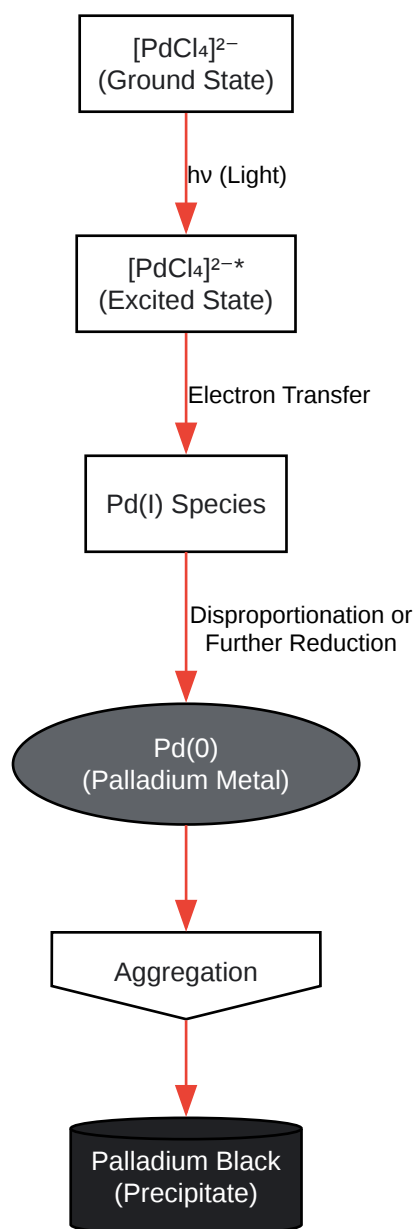 [PdCl₄]²⁻
(Ground State)
hν (Light)
[PdCl₄]²⁻*
(Excited State)
Electron Transfer
Pd(I) Species
Disproportionation or
Further Reduction
Pd(0)
(Palladium Metal)
Aggregation
Palladium Black
(Precipitate)